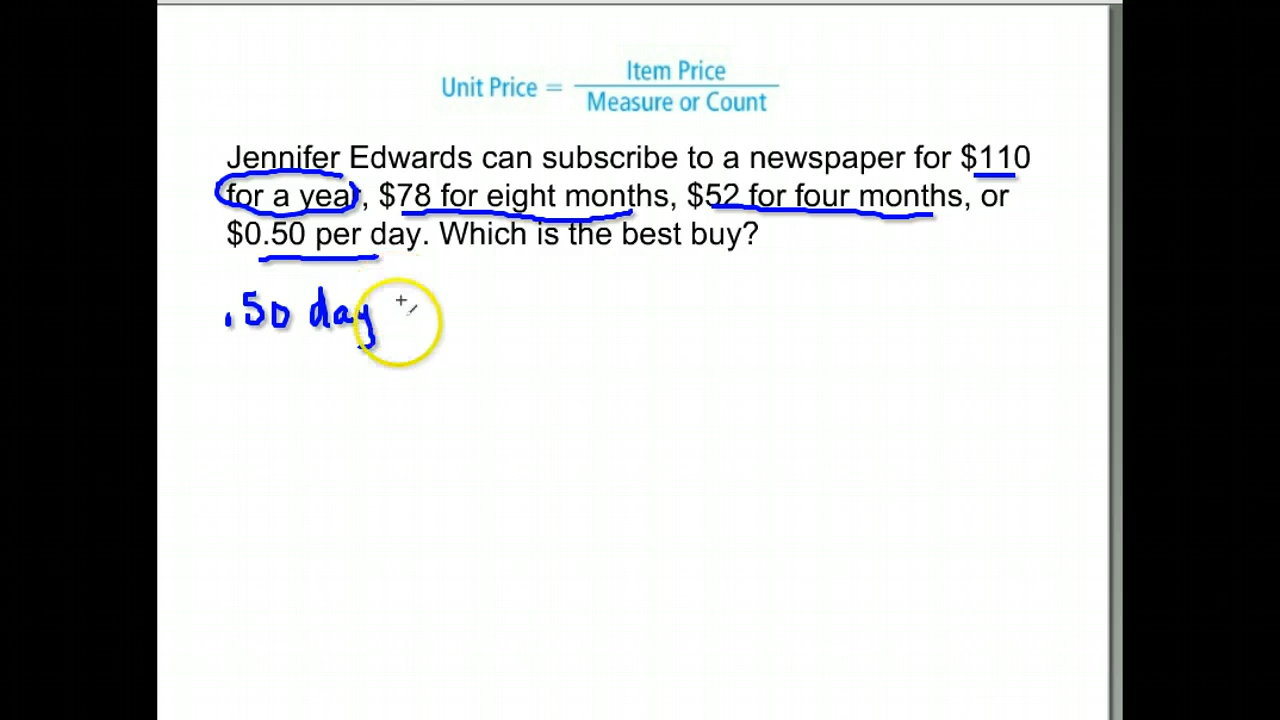 Unit Price = Item Price / Measure or Count
Jennifer Edwards can subscribe to a newspaper for $110
for a year, $78 for eight months, $52 for four months, or
$0.50 per day. Which is the best buy?
.50 day